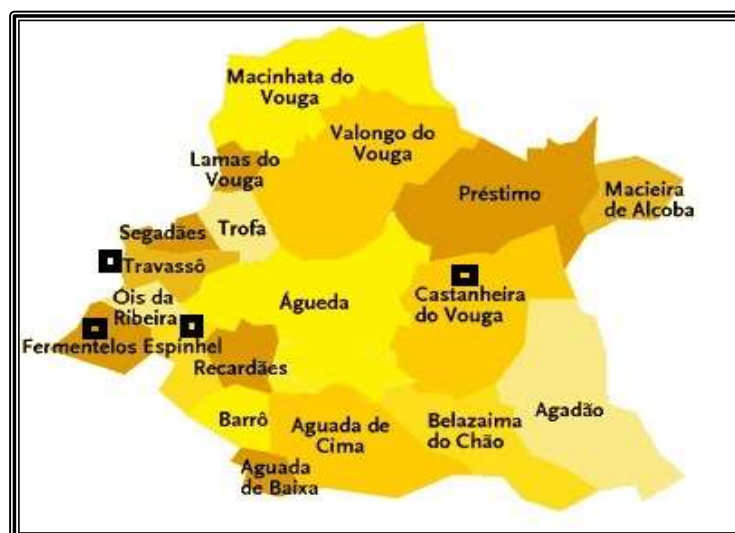 Macinhata do
Vouga
Valongo do
Vouga
Lamas do
Vouga
Préstimo
Macieira
de Alcoba
Segadães
Trofa
Travassô
Óis da
Ribeira
Águeda
Castanheira
do Vouga
Fermentelos
Espinhel
Recardães
Barrô
Aguada de
Cima
Belazaima
do Chão
Agadão
Aguada
de Baixa